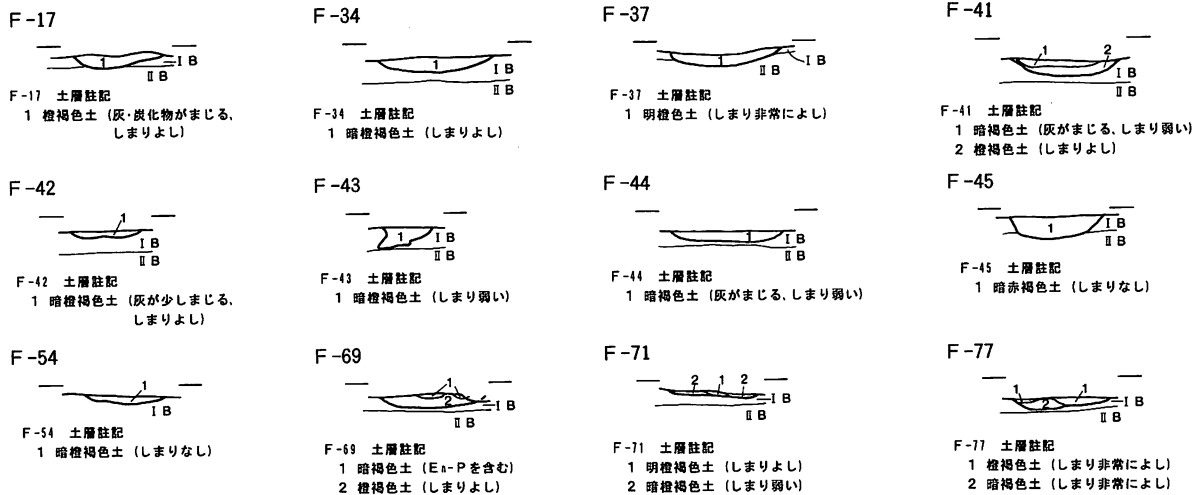 F-17
1
I B
II B
F-17 土層註記
1 橙褐色土 (灰・炭化物がまじる、
しまりよし)
F-34
1
I B
II B
F-34 土層註記
1 暗橙褐色土 (しまりよし)
F-37
1
I B
II B
F-37 土層註記
1 明橙色土 (しまり非常によし)
F-41
1 2
I B
II B
F-41 土層註記
1 暗褐色土 (灰がまじる、しまり弱い)
2 橙褐色土 (しまりよし)
F-42
1
I B
II B
F-42 土層註記
1 暗橙褐色土 (灰が少しまじる、
しまりよし)
F-43
1
I B
II B
F-43 土層註記
1 暗橙褐色土 (しまり弱い)
F-44
1
I B
II B
F-44 土層註記
1 暗橙褐色土 (灰がまじる、しまり弱い)
F-45
1
I B
II B
F-45 土層註記
1 暗赤褐色土 (しまりなし)
F-54
1
I B
F-54 土層註記
1 暗橙褐色土 (しまりなし)
F-69
1
2
I B
II B
F-69 土層註記
1 暗褐色土 (En-Pを含む)
2 橙褐色土 (しまりよし)
F-71
2 1 2
I B
II B
F-71 土層註記
1 明橙褐色土 (しまりよし)
2 暗褐色土 (しまり弱い)
F-77
1 1
2
I B
II B
F-77 土層註記
1 橙褐色土 (しまり非常によし)
2 暗褐色土 (しまり非常によし)